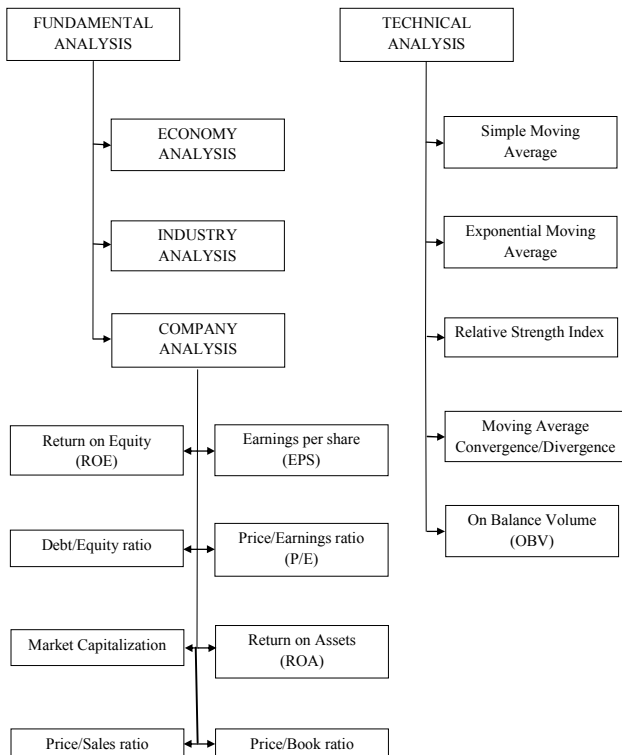 FUNDAMENTAL
ANALYSIS
ECONOMY
ANALYSIS
INDUSTRY
ANALYSIS
COMPANY
ANALYSIS
Return on Equity
(ROE)
Earnings per share
(EPS)
Debt/Equity ratio
Price/Earnings ratio
(P/E)
Market Capitalization
Return on Assets
(ROA)
Price/Sales ratio
Price/Book ratio
TECHNICAL
ANALYSIS
Simple Moving
Average
Exponential Moving
Average
Relative Strength Index
Moving Average
Convergence/Divergence
On Balance Volume
(OBV)